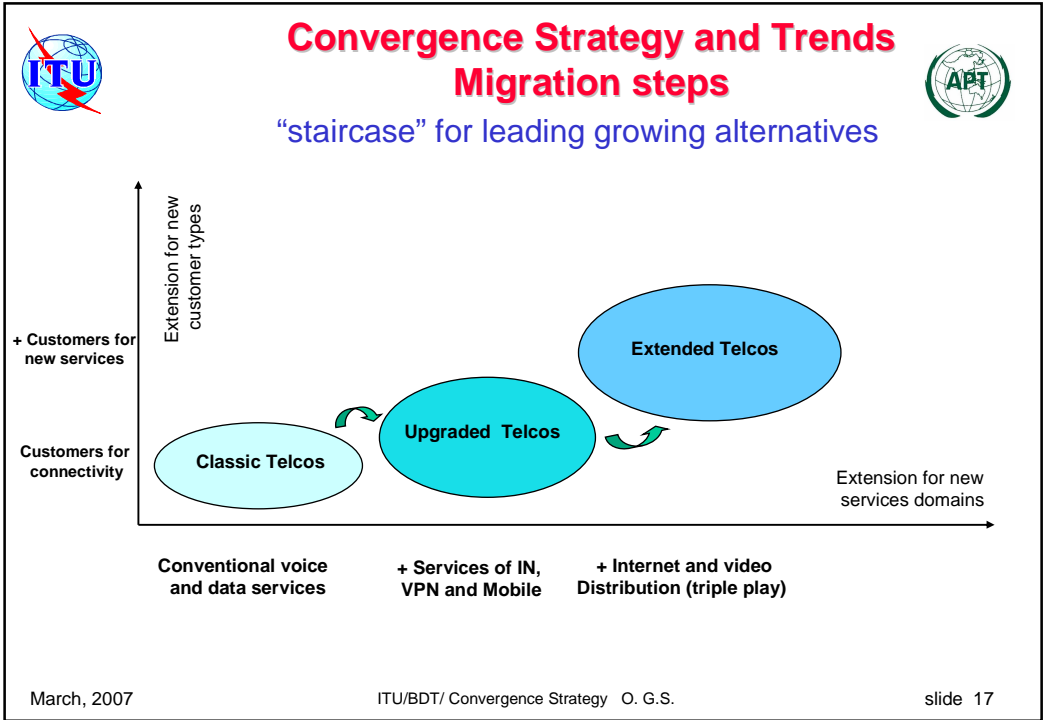 Convergence Strategy and Trends
Migration steps
“staircase” for leading growing alternatives
ITU
APT
Extension for new
customer types
+ Customers for
new services
Customers for
connectivity
Classic Telcos
Upgraded Telcos
Extended Telcos
Extension for new
services domains
Conventional voice
and data services
+ Services of IN,
VPN and Mobile
+ Internet and video
Distribution (triple play)
March, 2007
ITU/BDT/ Convergence Strategy O. G.S.
slide 17